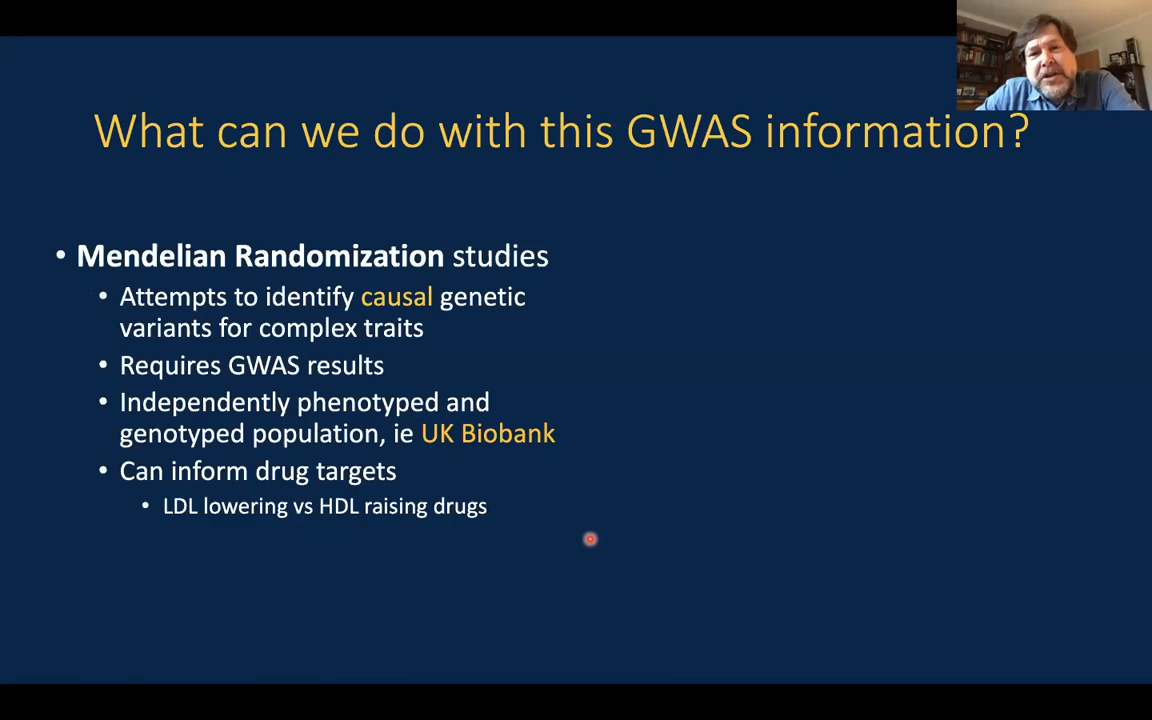 What can we do with this GWAS information?
• Mendelian Randomization studies
• Attempts to identify causal genetic
variants for complex traits
• Requires GWAS results
• Independently phenotyped and
genotyped population, ie UK Biobank
• Can inform drug targets
• LDL lowering vs HDL raising drugs